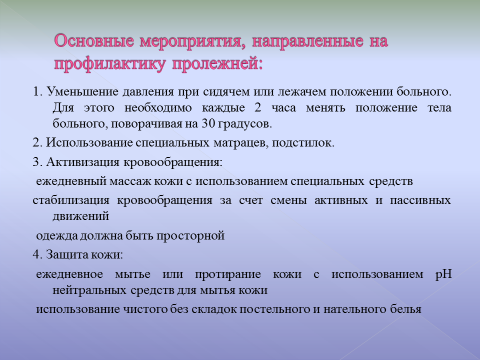 Основные мероприятия, направленные на
профилактику пролежней:
1. Уменьшение давления при сидячем или лежачем положении больного.
Для этого необходимо каждые 2 часа менять положение тела
больного, поворачивая на 30 градусов.
2. Использование специальных матрацев, подстилок.
3. Активизация кровообращения:
ежедневный массаж кожи с использованием специальных средств
стабилизация кровообращения за счет смены активных и пассивных
движений
одежда должна быть просторной
4. Защита кожи:
ежедневное мытье или протирание кожи с использованием рН
нейтральных средств для мытья кожи
использование чистого без складок постельного и нательного белья